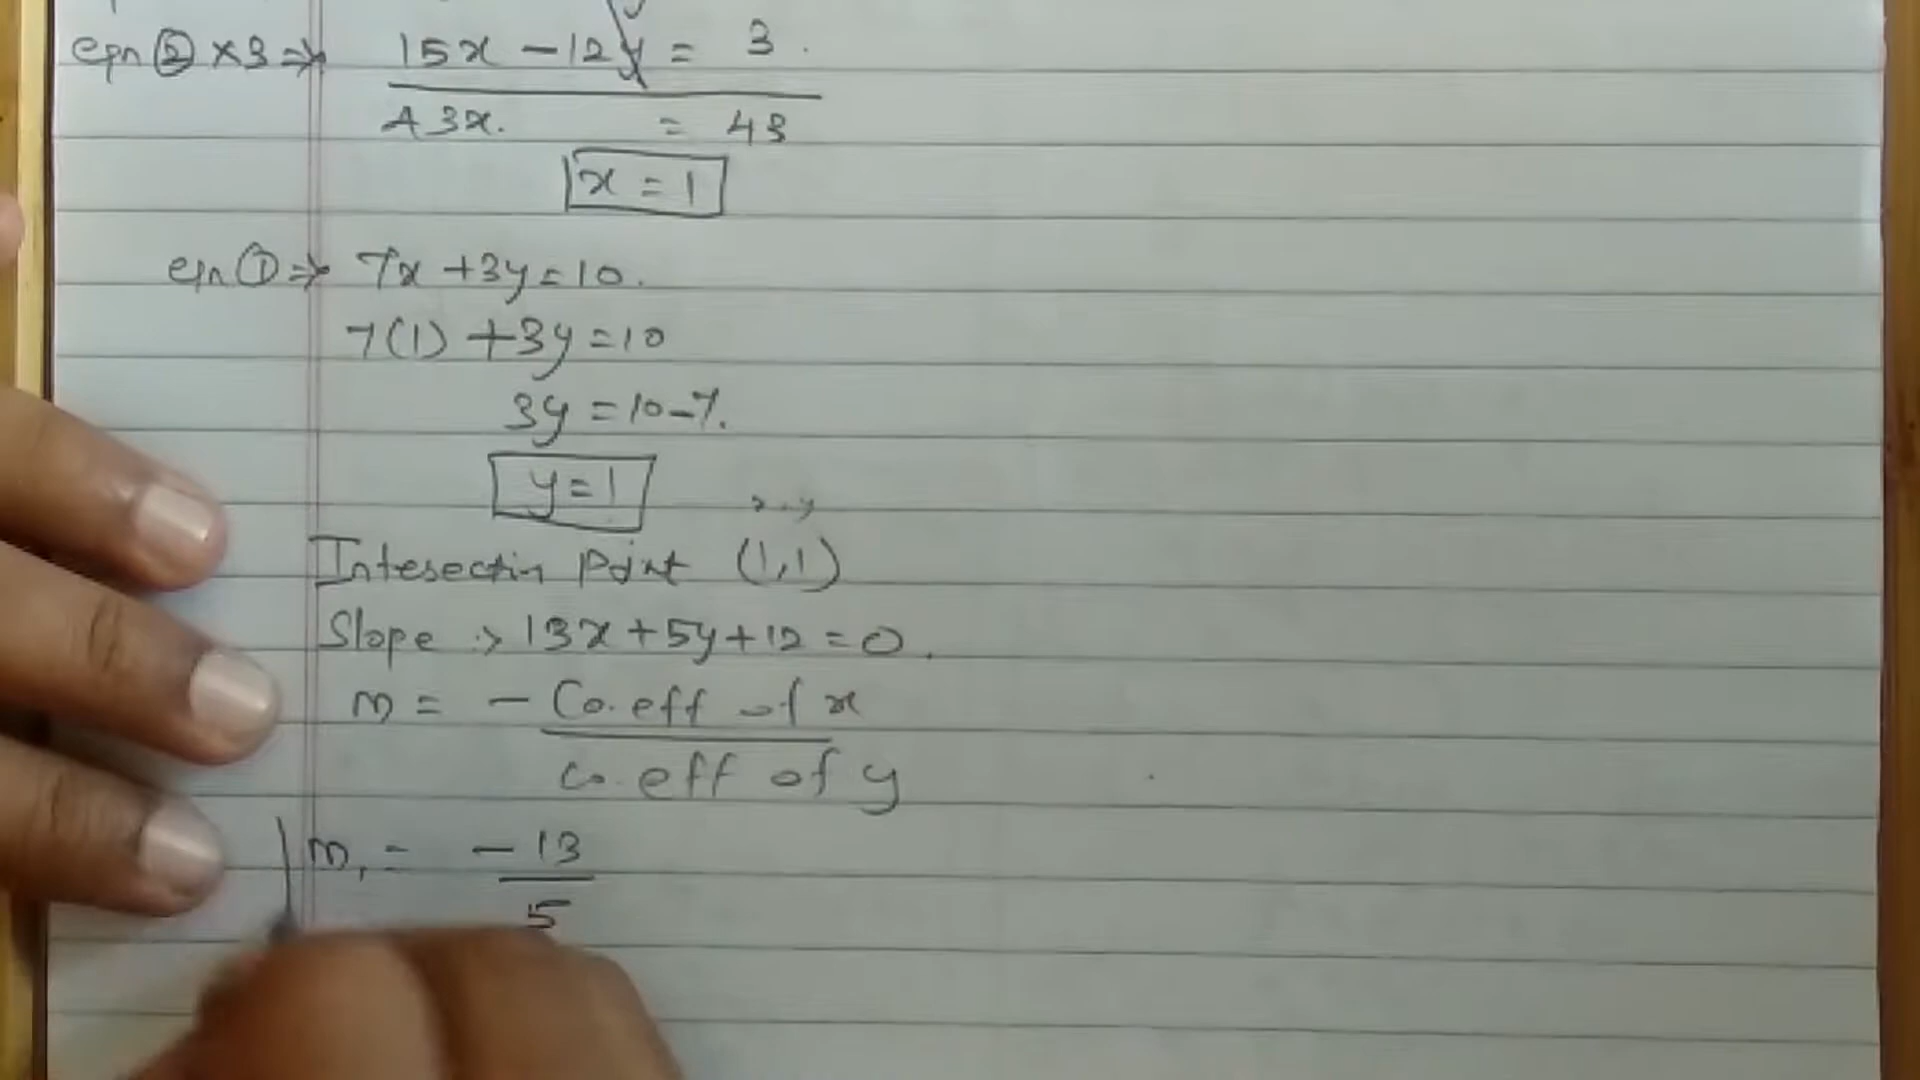 eqn ② ×3 ⇒ 15x - 12y = 3.
43x. = 43
x = 1
eqn ① ⇒ 7x + 3y = 10.
7(1) + 3y = 10
3y = 10 - 7.
y = 1
x, y
Intesectin Point (1,1)
Slope :> 13x + 5y + 12 = 0.
m = - Co.eff of x
co.eff of y
m₁ = - 13
5